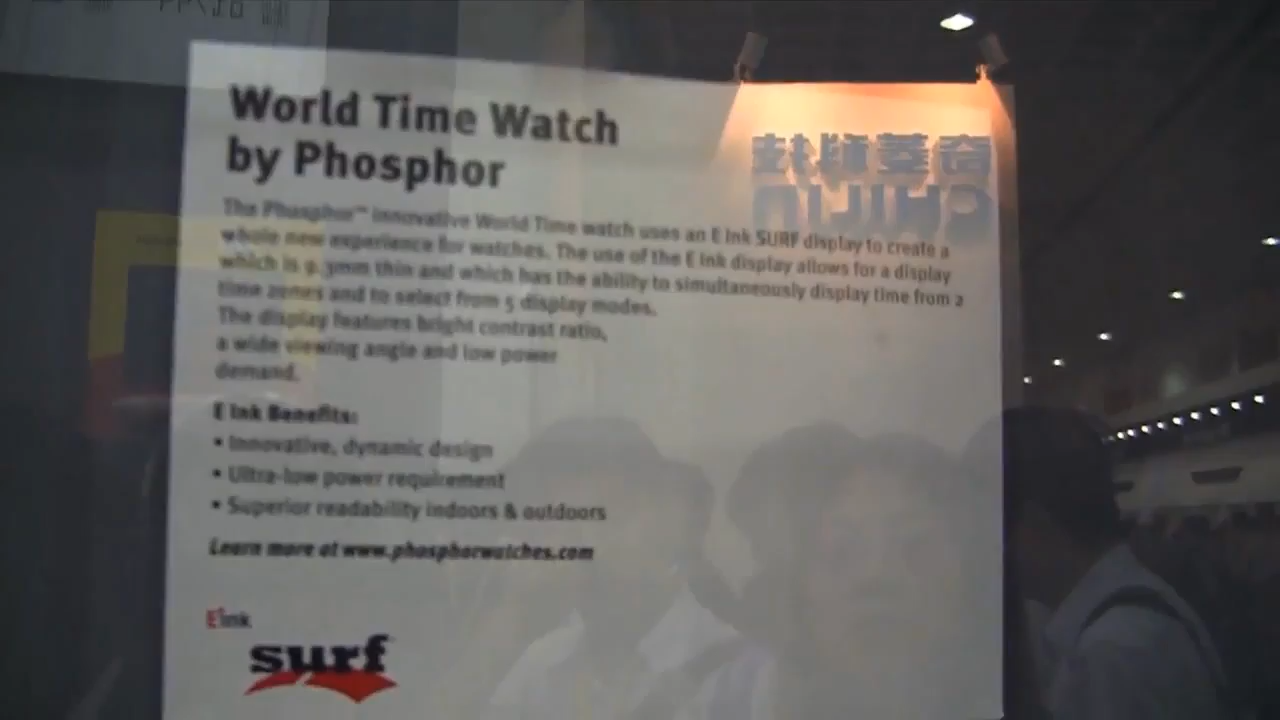 World Time Watch
by Phosphor
The Phosphor™ innovative World Time watch uses an E Ink SURF display to create a
whole new experience for watches. The use of the E Ink display allows for a display
which is 9.3mm thin and which has the ability to simultaneously display time from 2
time zones and to select from 5 display modes.
The display features bright contrast ratio,
a wide viewing angle and low power
demand.
E Ink Benefits:
• Innovative, dynamic design
• Ultra-low power requirement
• Superior readability indoors & outdoors
Learn more at www.phosphorwatches.com
E Ink
surf
CHILIN